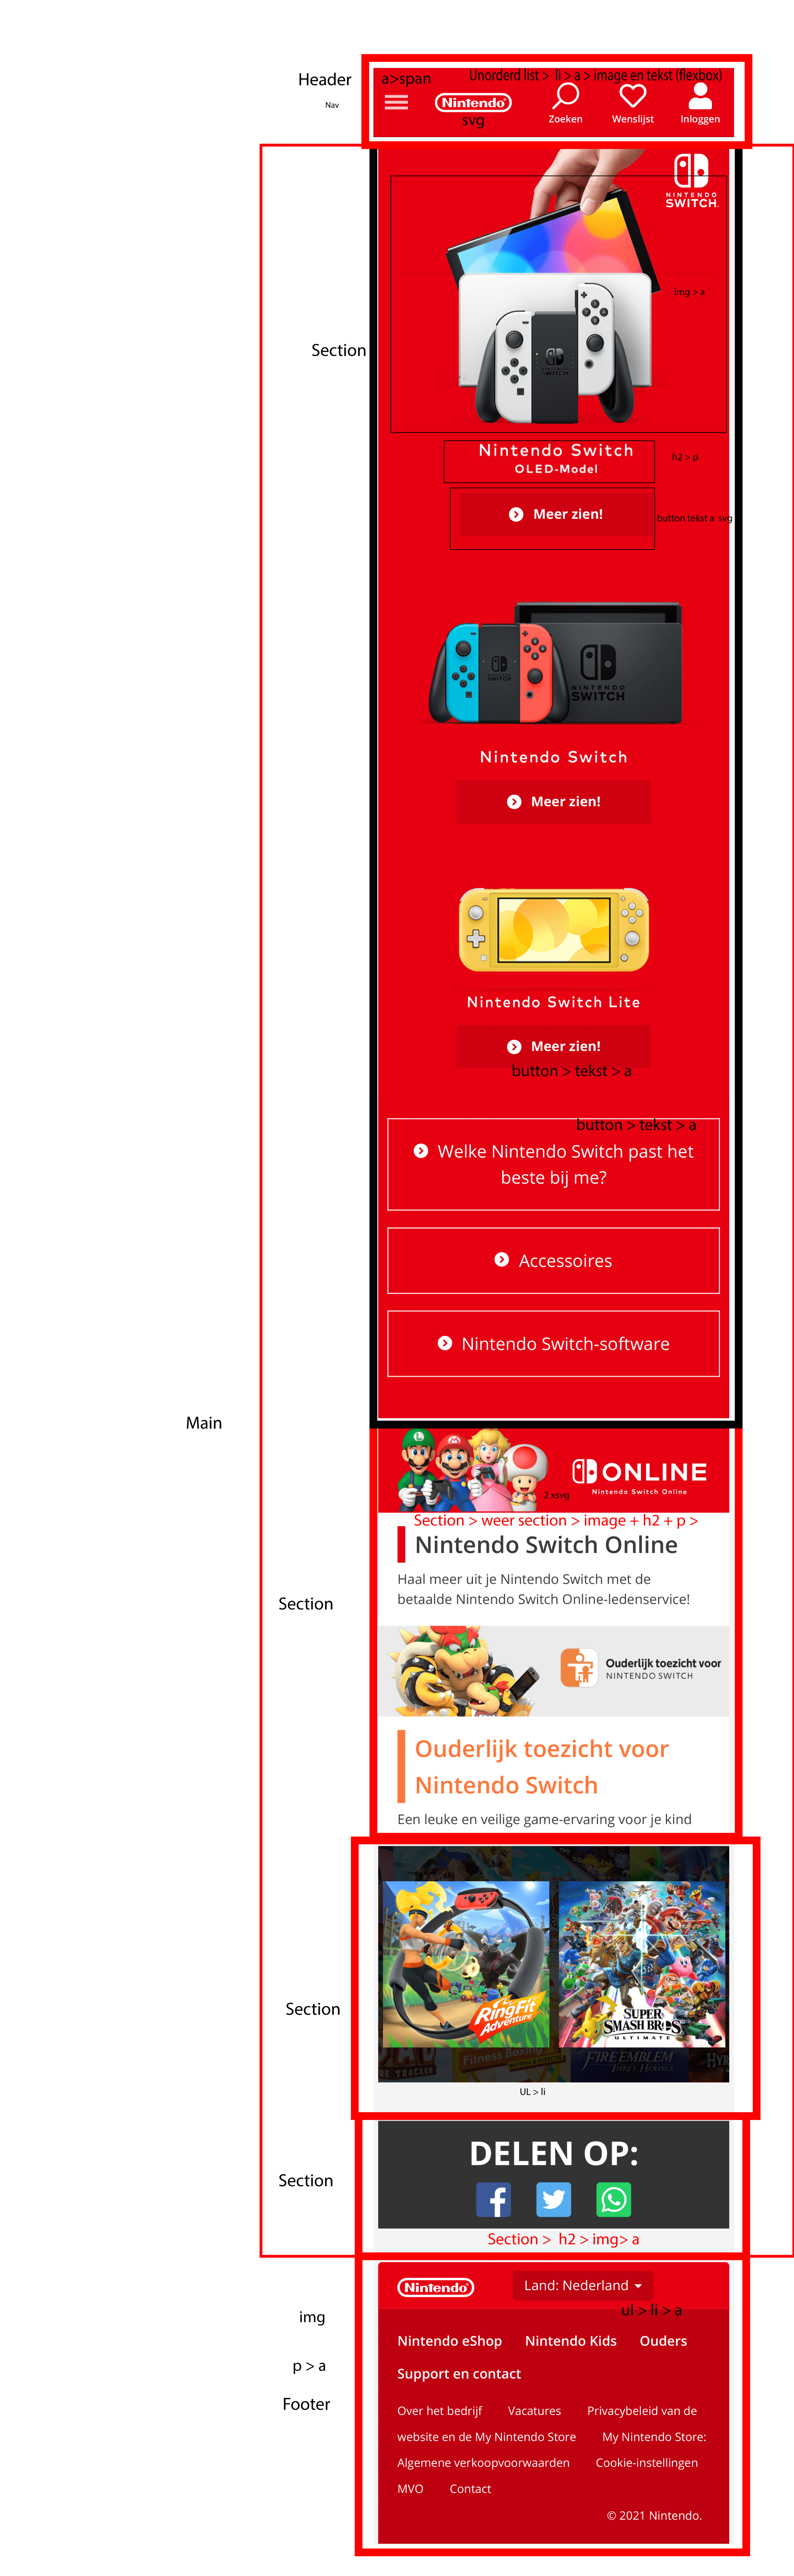 Header
a>span
Unorderd list > li > a > image en tekst (flexbox)
Nav
Nintendo
svg
Zoeken
Wenslijst
Inloggen
NINTENDO
SWITCH
img > a
Section
Nintendo Switch
OLED-Model
h2 > p
Meer zien!
button tekst a svg
NINTENDO
SWITCH
Nintendo Switch
Meer zien!
Nintendo Switch Lite
Meer zien!
button > tekst > a
button > tekst > a
Welke Nintendo Switch past het
beste bij me?
Accessoires
Nintendo Switch-software
Main
ONLINE
Nintendo Switch Online
2 xsvg
Section > weer section > image + h2 + p >
Nintendo Switch Online
Haal meer uit je Nintendo Switch met de
betaalde Nintendo Switch Online-ledenservice!
Section
Ouderlijk toezicht voor
NINTENDO SWITCH
Ouderlijk toezicht voor
Nintendo Switch
Een leuke en veilige game-ervaring voor je kind
Section
RingFit
Adventure
SUPER
SMASH BROS
ULTIMATE
Fitness Boxing
FIRE EMBLEM
THREE HOUSES
UL > li
DELEN OP:
Section
Section > h2 > img> a
Nintendo
Land: Nederland
ul > li > a
img
Nintendo eShop Nintendo Kids Ouders
p > a
Support en contact
Footer
Over het bedrijf Vacatures Privacybeleid van de
website en de My Nintendo Store My Nintendo Store:
Algemene verkoopvoorwaarden Cookie-instellingen
MVO Contact
© 2021 Nintendo.